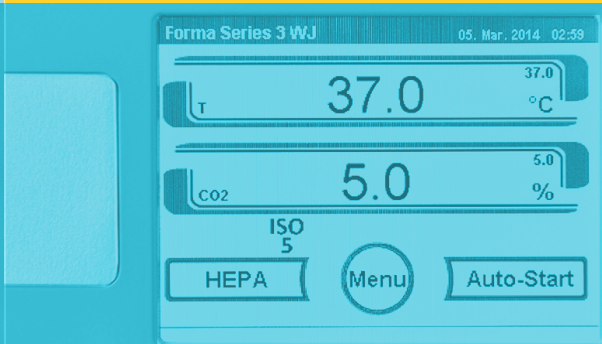 Forma Series 3 WJ 05. Mar. 2014 02:59
37.0
T 37.0 °C
5.0
CO2 5.0 %
ISO
5
HEPA Menu Auto-Start